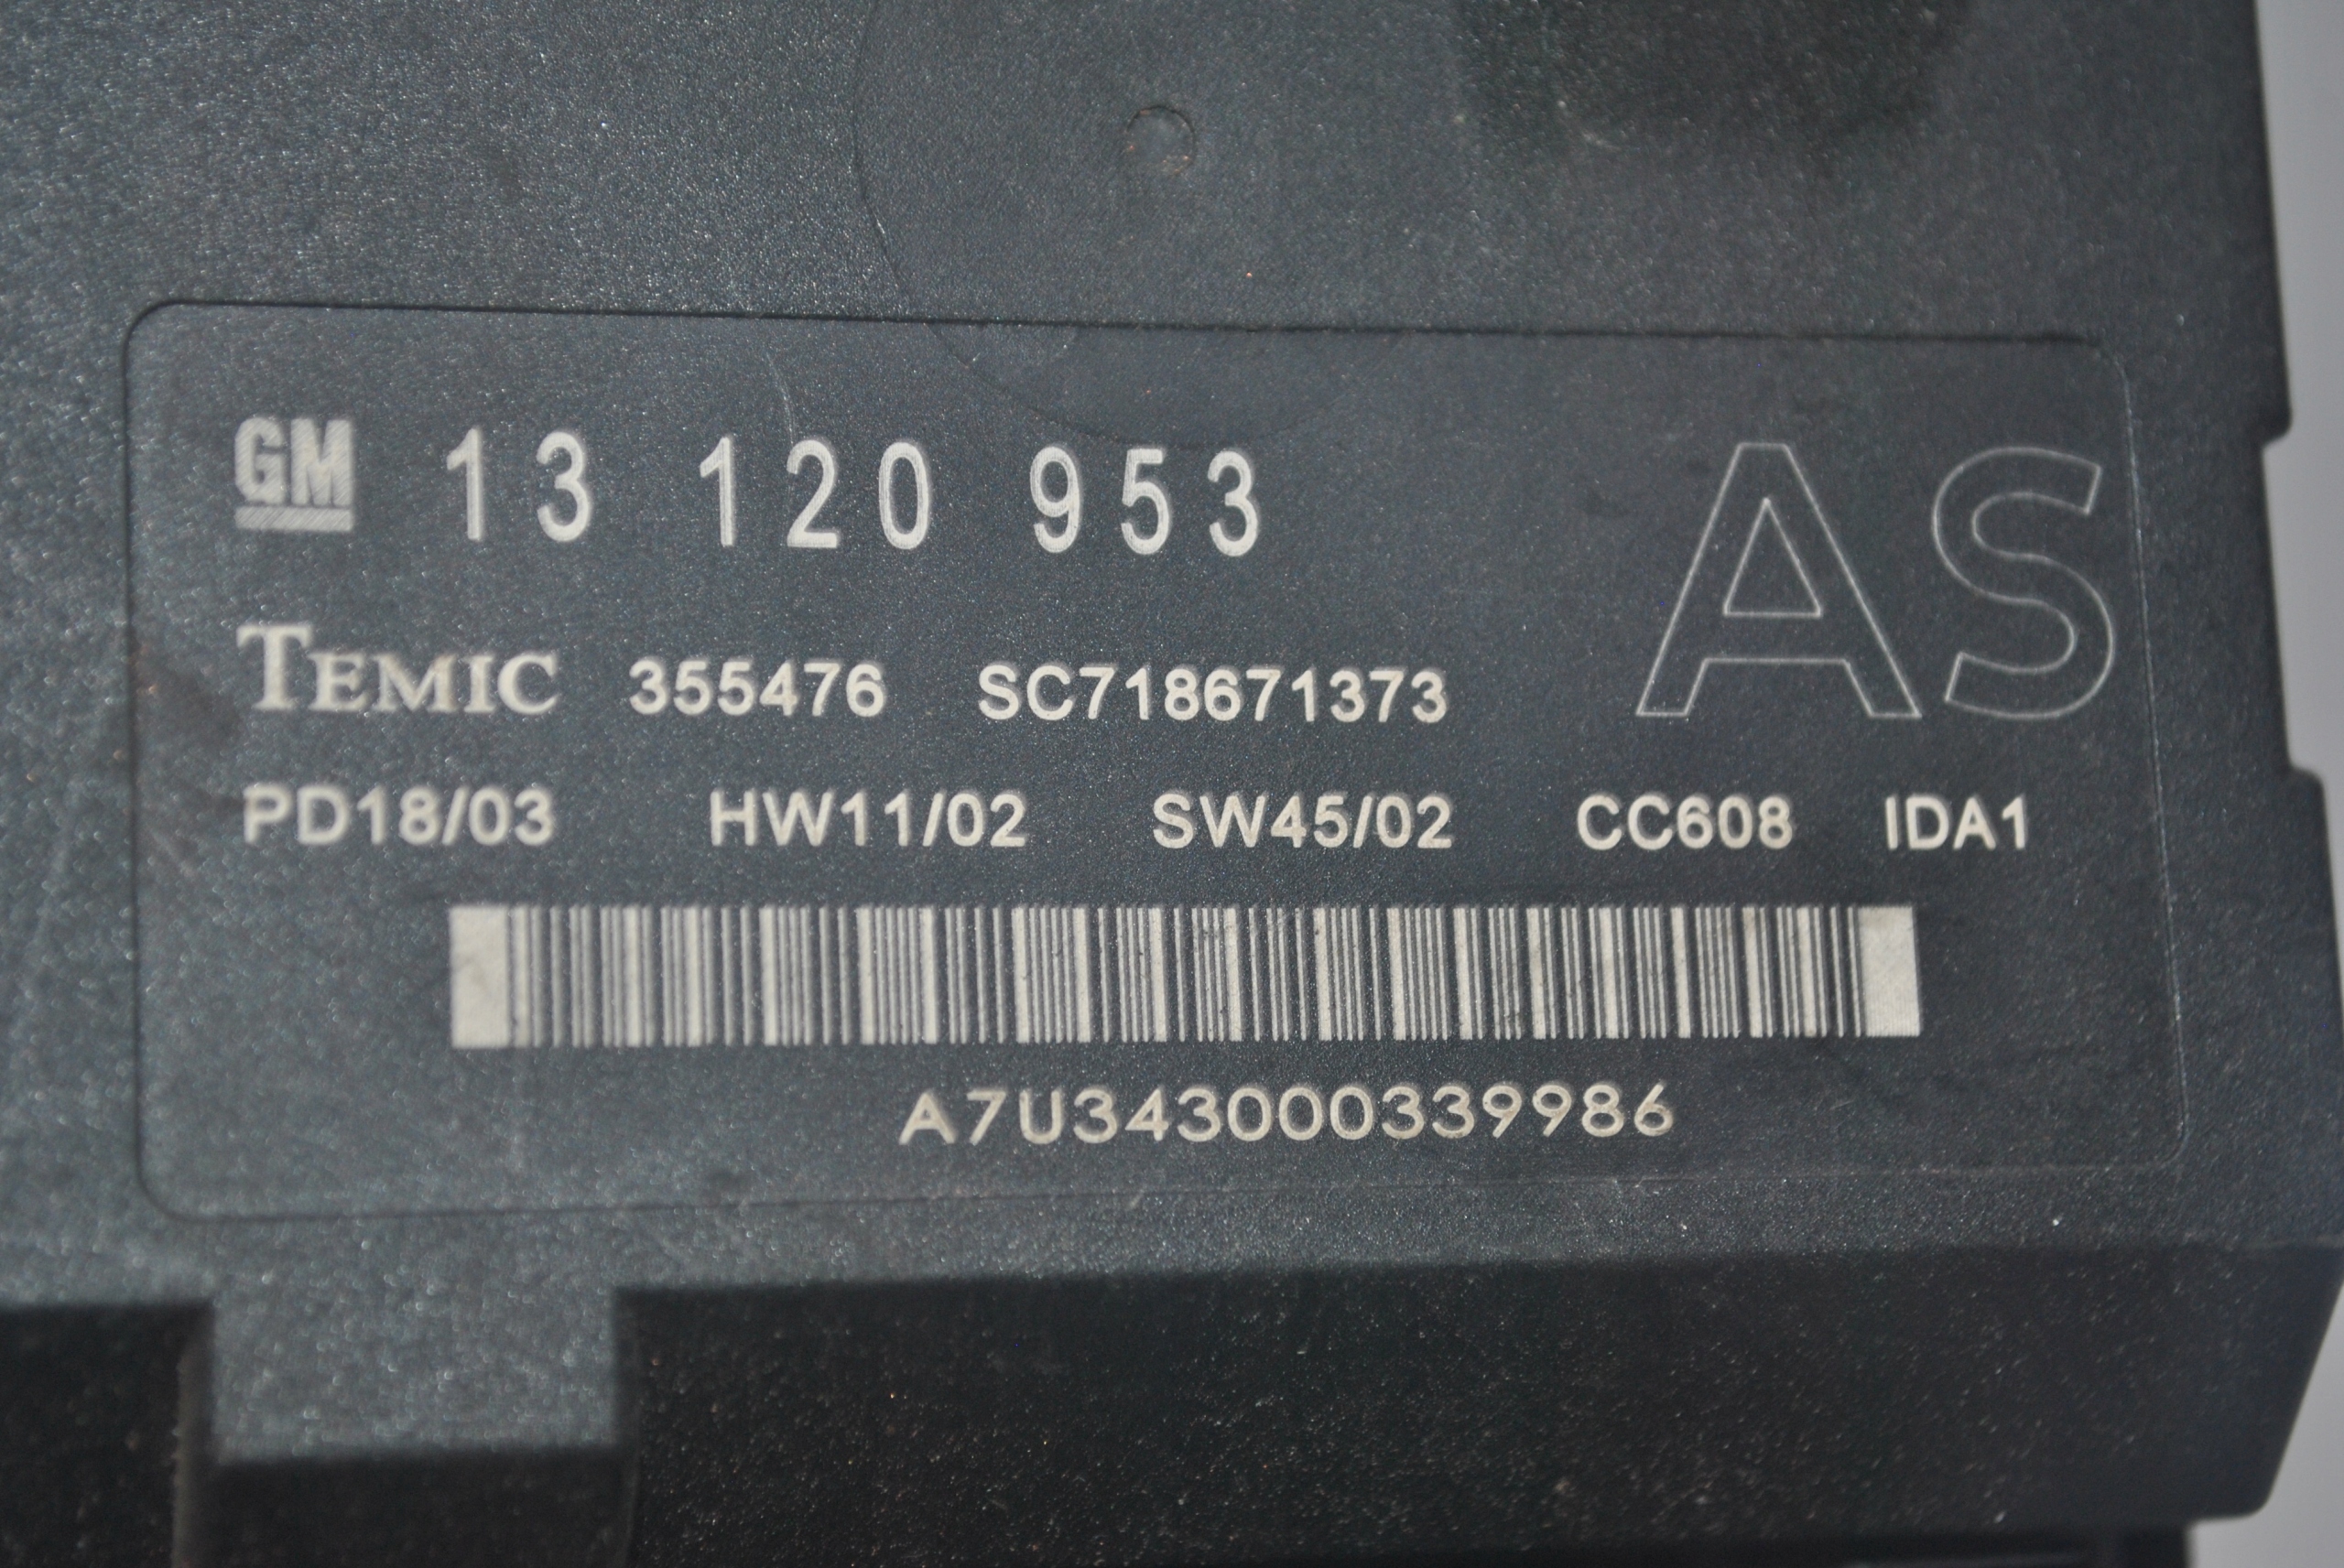 GM 13 120 953 AS
TEMIC 355476 SC718671373
PD18/03 HW11/02 SW45/02 CC608 IDA1
A7U343000339986